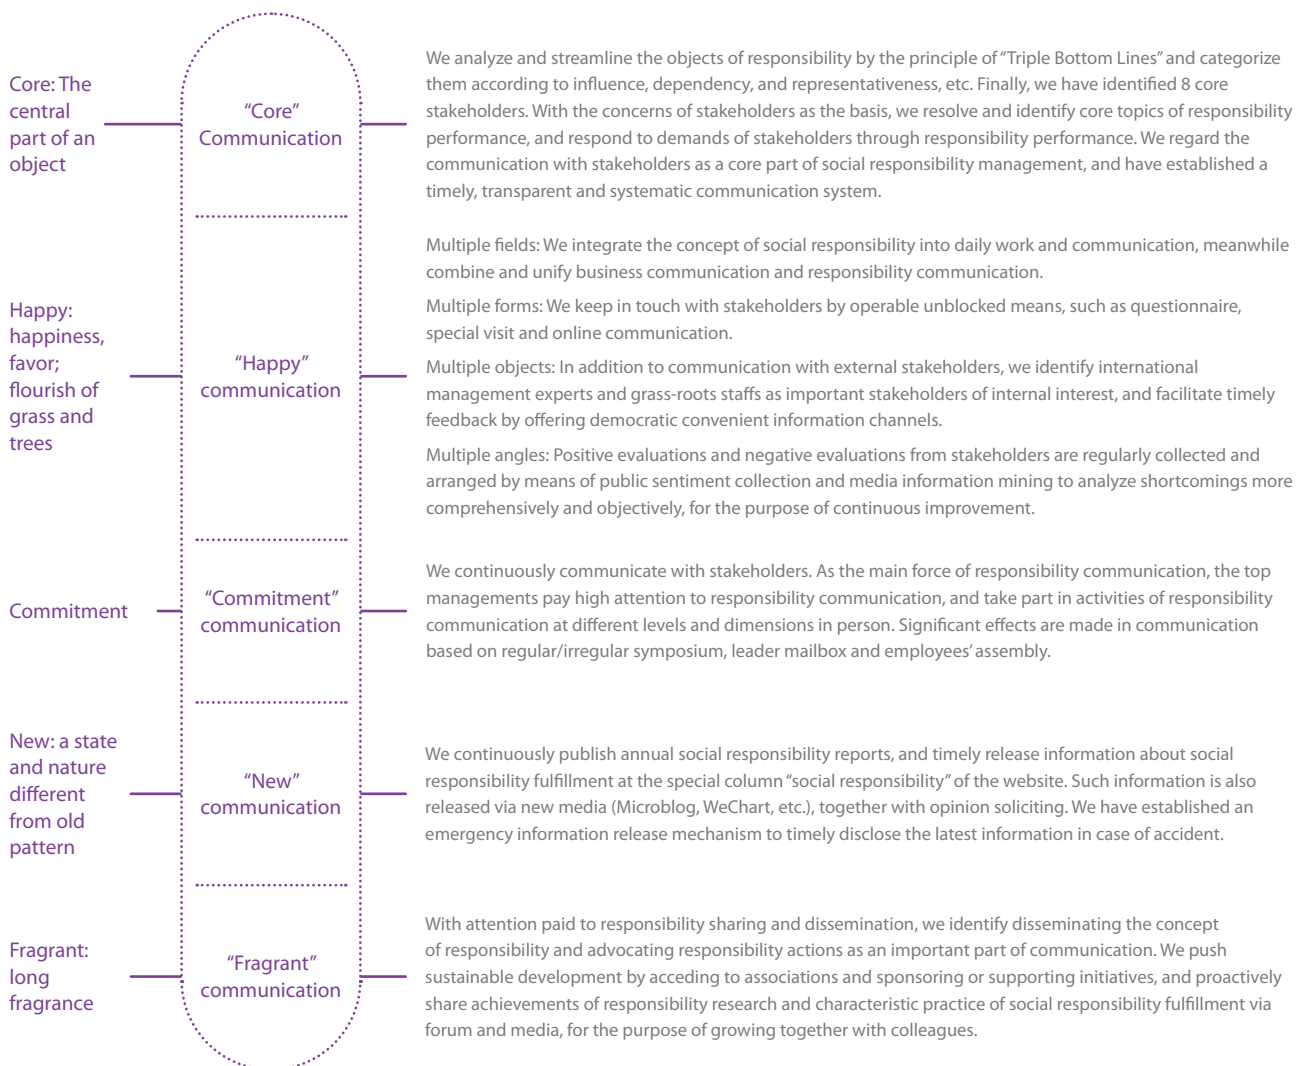 Core: The
central
part of an
object
“Core”
Communication
We analyze and streamline the objects of responsibility by the principle of “Triple Bottom Lines” and categorize
them according to influence, dependency, and representativeness, etc. Finally, we have identified 8 core
stakeholders. With the concerns of stakeholders as the basis, we resolve and identify core topics of responsibility
performance, and respond to demands of stakeholders through responsibility performance. We regard the
communication with stakeholders as a core part of social responsibility management, and have established a
timely, transparent and systematic communication system.
Happy:
happiness,
favor;
flourish of
grass and
trees
“Happy”
communication
Multiple fields: We integrate the concept of social responsibility into daily work and communication, meanwhile
combine and unify business communication and responsibility communication.
Multiple forms: We keep in touch with stakeholders by operable unblocked means, such as questionnaire,
special visit and online communication.
Multiple objects: In addition to communication with external stakeholders, we identify international
management experts and grass-roots staffs as important stakeholders of internal interest, and facilitate timely
feedback by offering democratic convenient information channels.
Multiple angles: Positive evaluations and negative evaluations from stakeholders are regularly collected and
arranged by means of public sentiment collection and media information mining to analyze shortcomings more
comprehensively and objectively, for the purpose of continuous improvement.
Commitment
“Commitment”
communication
We continuously communicate with stakeholders. As the main force of responsibility communication, the top
managements pay high attention to responsibility communication, and take part in activities of responsibility
communication at different levels and dimensions in person. Significant effects are made in communication
based on regular/irregular symposium, leader mailbox and employees’ assembly.
New: a state
and nature
different
from old
pattern
“New”
communication
We continuously publish annual social responsibility reports, and timely release information about social
responsibility fulfillment at the special column “social responsibility” of the website. Such information is also
released via new media (Microblog, WeChart, etc.), together with opinion soliciting. We have established an
emergency information release mechanism to timely disclose the latest information in case of accident.
Fragrant:
long
fragrance
“Fragrant”
communication
With attention paid to responsibility sharing and dissemination, we identify disseminating the concept
of responsibility and advocating responsibility actions as an important part of communication. We push
sustainable development by acceding to associations and sponsoring or supporting initiatives, and proactively
share achievements of responsibility research and characteristic practice of social responsibility fulfillment via
forum and media, for the purpose of growing together with colleagues.